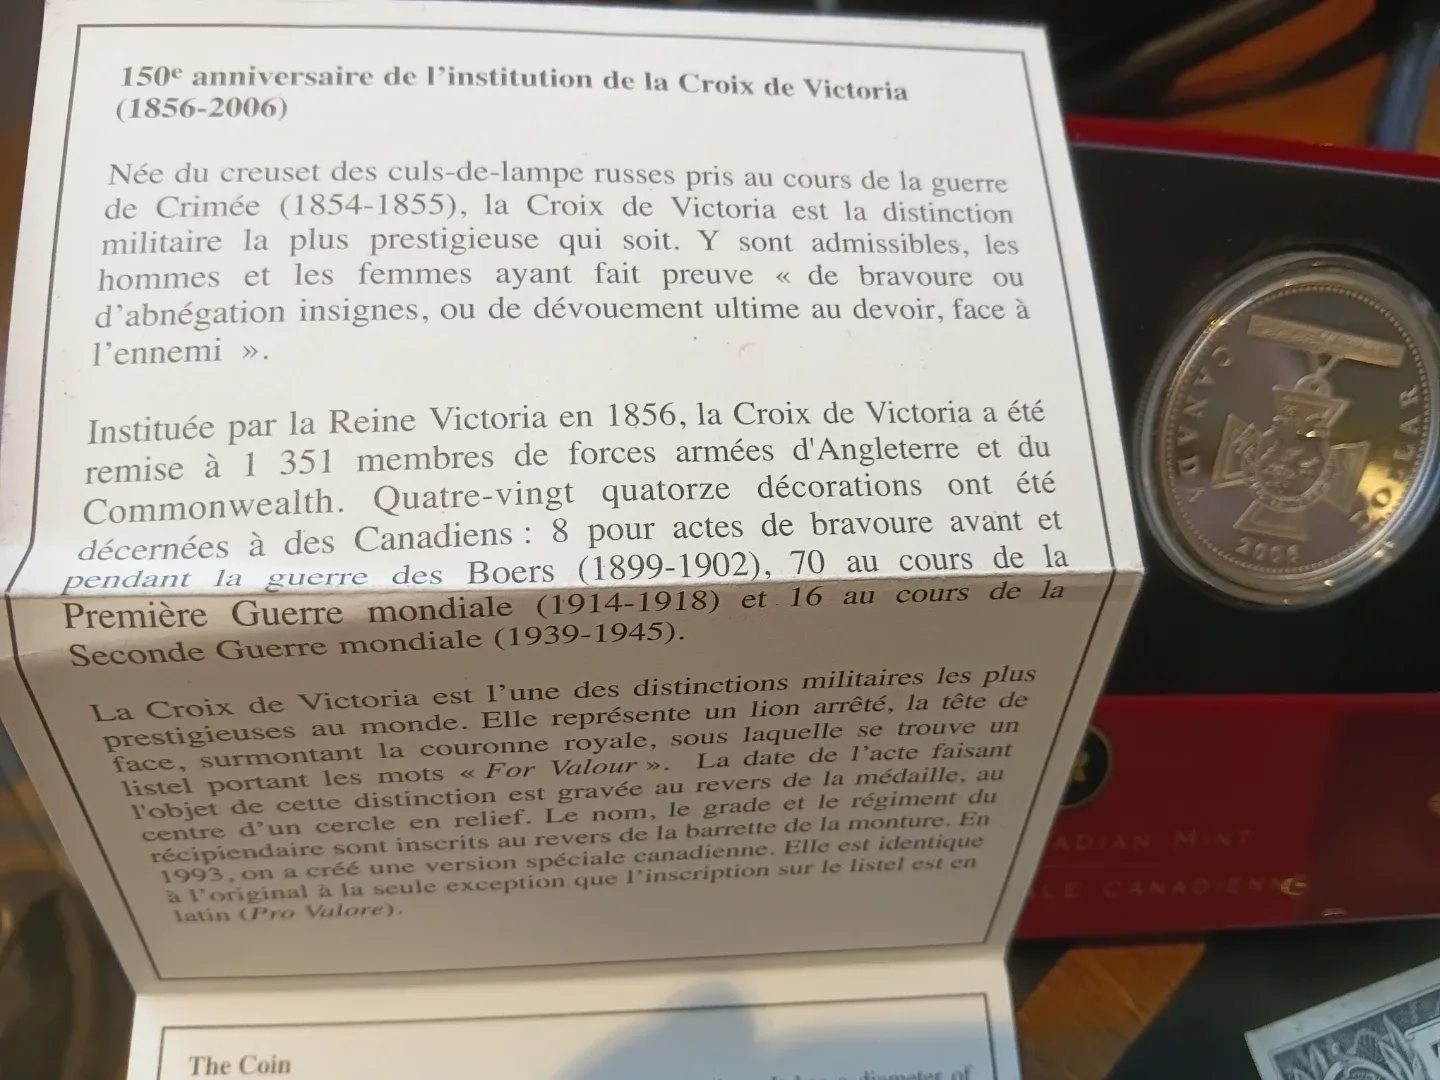 150e anniversaire de l'institution de la Croix de Victoria
(1856-2006)
Née du creuset des culs-de-lampe russes pris au cours de la guerre
de Crimée (1854-1855), la Croix de Victoria est la distinction
militaire la plus prestigieuse qui soit. Y sont admissibles, les
hommes et les femmes ayant fait preuve « de bravoure ou
d'abnégation insignes, ou de dévouement ultime au devoir, face à
l'ennemi ».
Instituée par la Reine Victoria en 1856, la Croix de Victoria a été
remise à 1 351 membres de forces armées d'Angleterre et du
Commonwealth. Quatre-vingt quatorze décorations ont été
décernées à des Canadiens : 8 pour actes de bravoure avant et
pendant la guerre des Boers (1899-1902), 70 au cours de la
Première Guerre mondiale (1914-1918) et 16 au cours de la
Seconde Guerre mondiale (1939-1945).
La Croix de Victoria est l'une des distinctions militaires les plus
prestigieuses au monde. Elle représente un lion arrêté, la tête de
face, surmontant la couronne royale, sous laquelle se trouve un
listel portant les mots « For Valour ». La date de l'acte faisant
l'objet de cette distinction est gravée au revers de la médaille, au
centre d'un cercle en relief. Le nom, le grade et le régiment du
récipiendaire sont inscrits au revers de la barrette de la monture. En
1993, on a créé une version spéciale canadienne. Elle est identique
à l'original à la seule exception que l'inscription sur le listel est en
latin (Pro Valore).
The Coin
diameter of
CANADA
DOLLAR
2006
ADIAN MINT
LE CANADIENNE